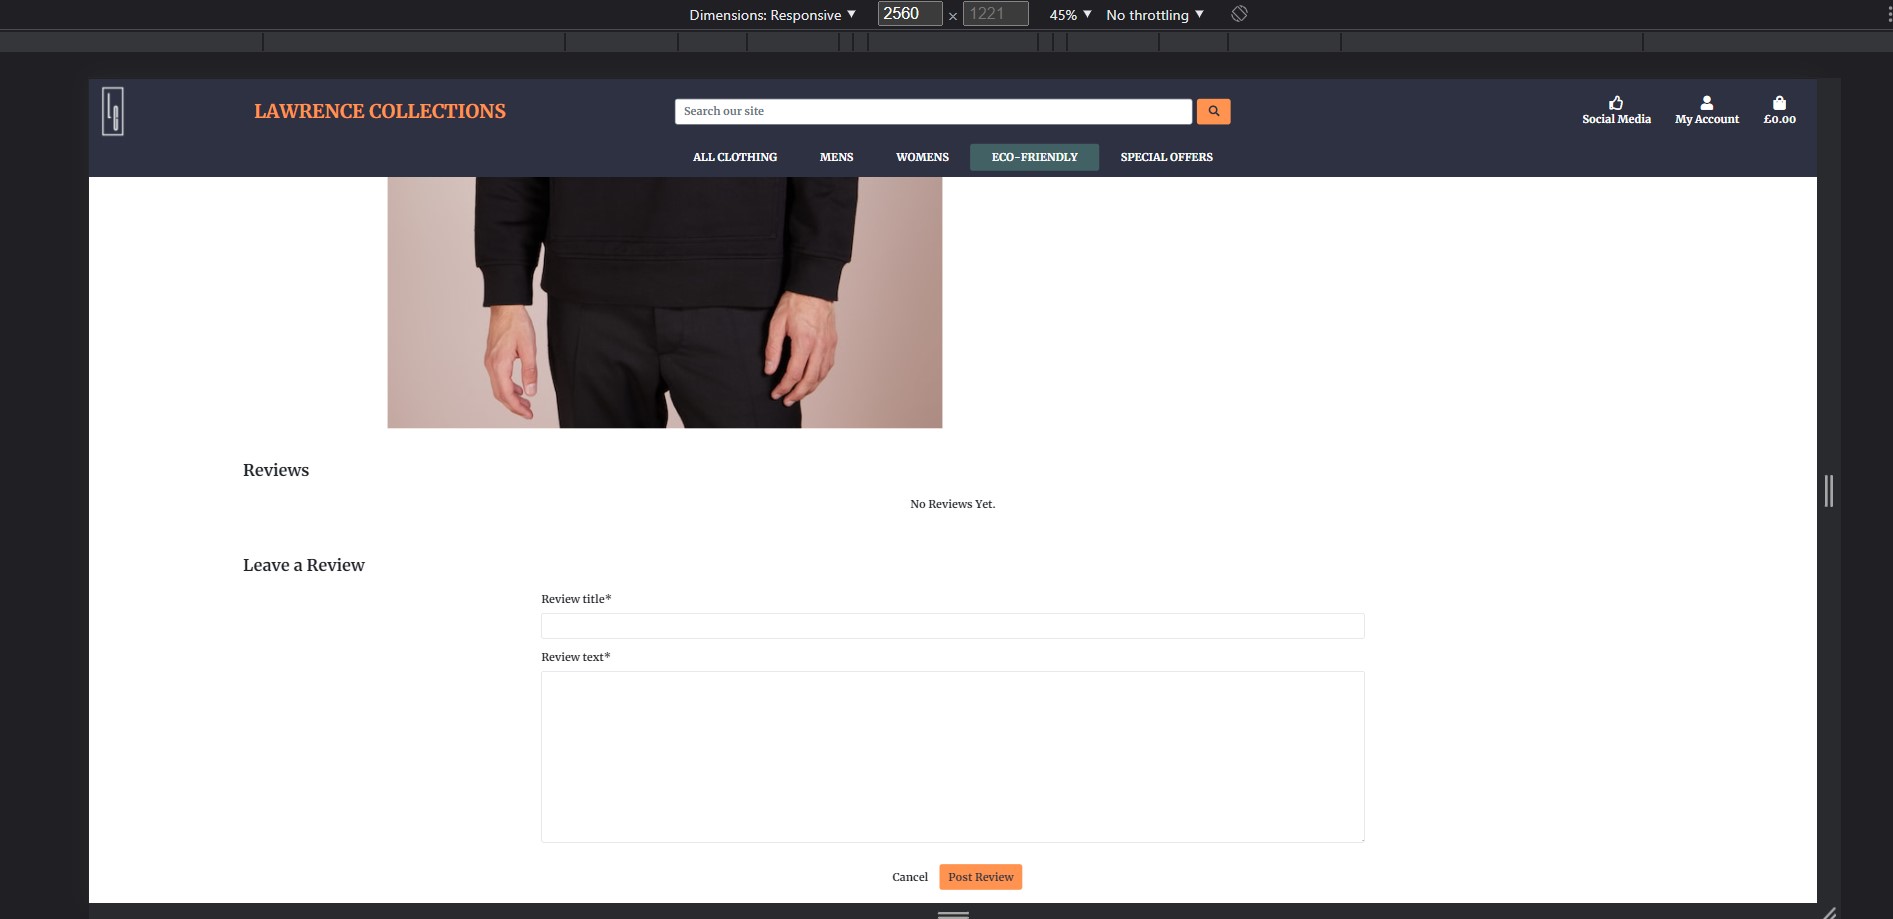 Dimensions: Responsive ▼ 2560 × 1221 45% ▼ No throttling ▼
LAWRENCE COLLECTIONS
Search our site
Social Media
My Account
£0.00
ALL CLOTHING MENS WOMENS ECO-FRIENDLY SPECIAL OFFERS
Reviews
No Reviews Yet.
Leave a Review
Review title*
Review text*
Cancel Post Review